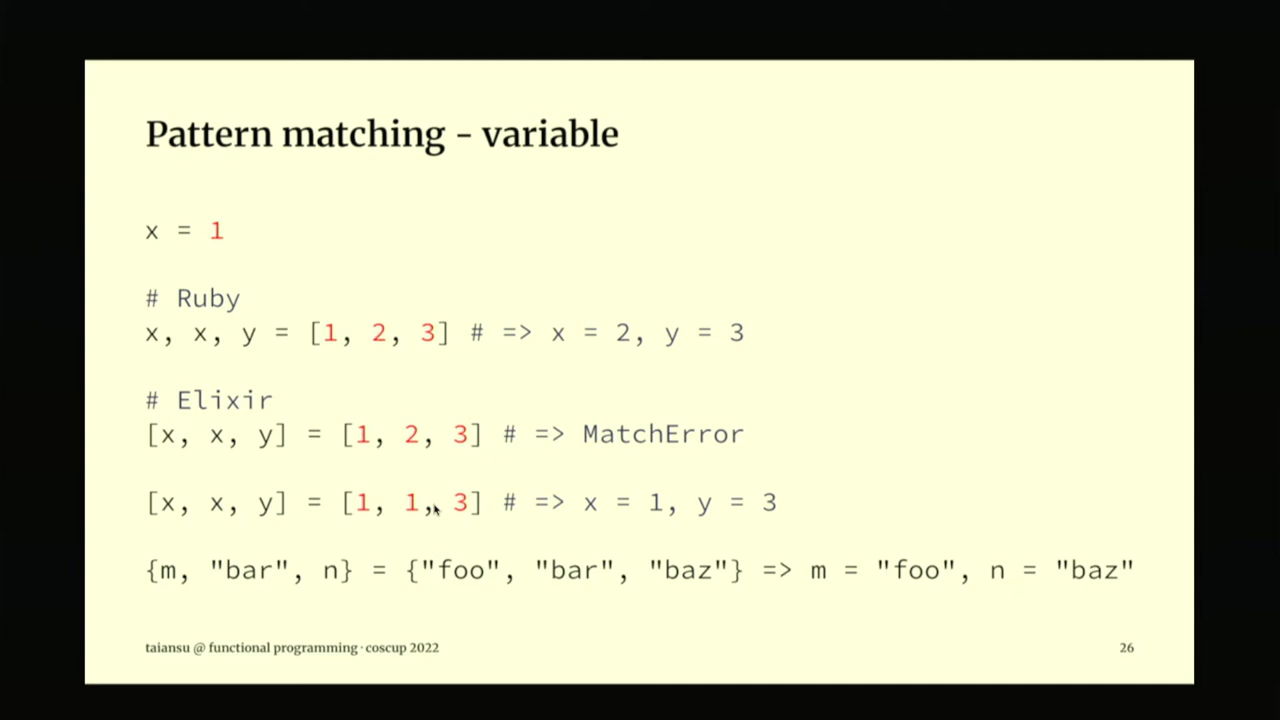 Pattern matching - variable
x = 1
# Ruby
x, x, y = [1, 2, 3] # => x = 2, y = 3
# Elixir
[x, x, y] = [1, 2, 3] # => MatchError
[x, x, y] = [1, 1, 3] # => x = 1, y = 3
{m, "bar", n} = {"foo", "bar", "baz"} => m = "foo", n = "baz"
taiansu @ functional programming · coscup 2022
26